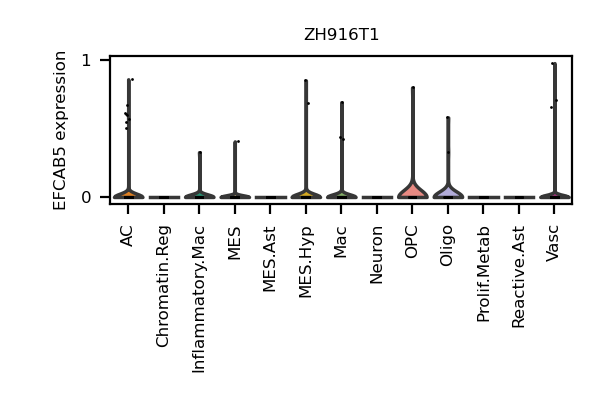 ZH916T1
EFCAB5 expression
1
0
AC
Chromatin.Reg
Inflammatory.Mac
MES
MES.Ast
MES.Hyp
Mac
Neuron
OPC
Oligo
Prolif.Metab
Reactive.Ast
Vasc